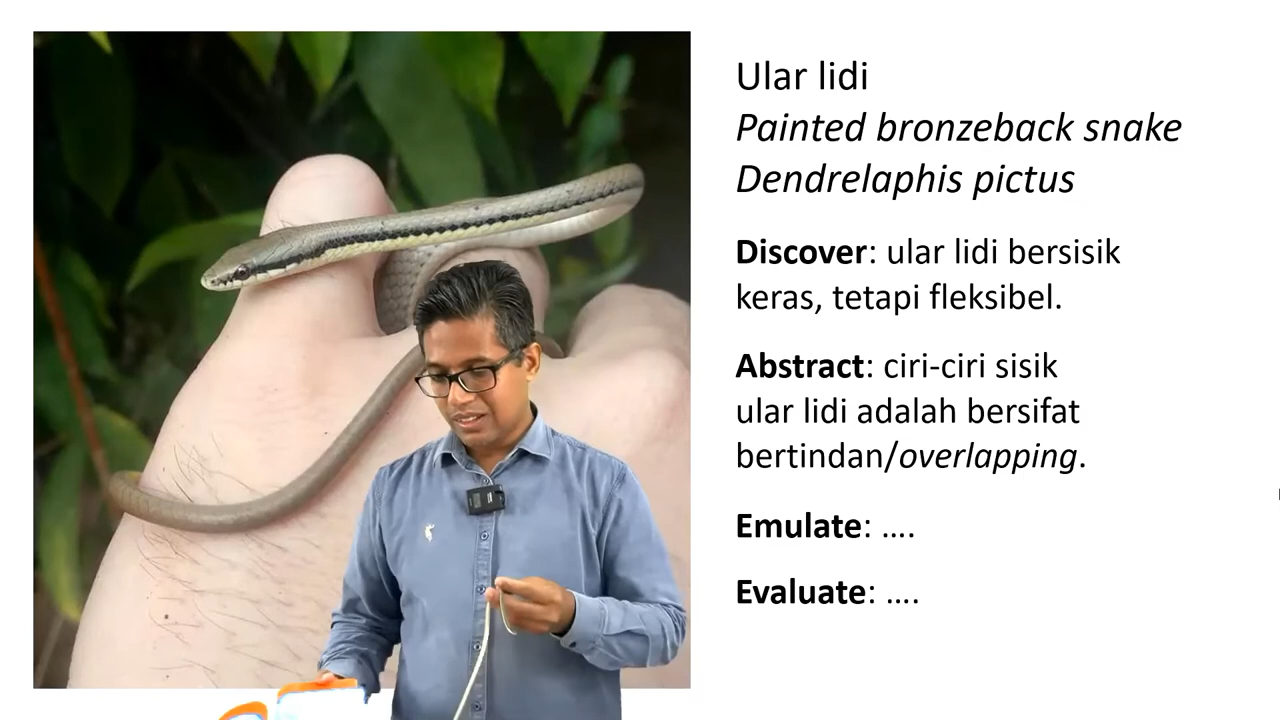 Ular lidi
Painted bronzeback snake
Dendrelaphis pictus
Discover: ular lidi bersisik
keras, tetapi fleksibel.
Abstract: ciri-ciri sisik
ular lidi adalah bersifat
bertindan/overlapping.
Emulate: ....
Evaluate: ....